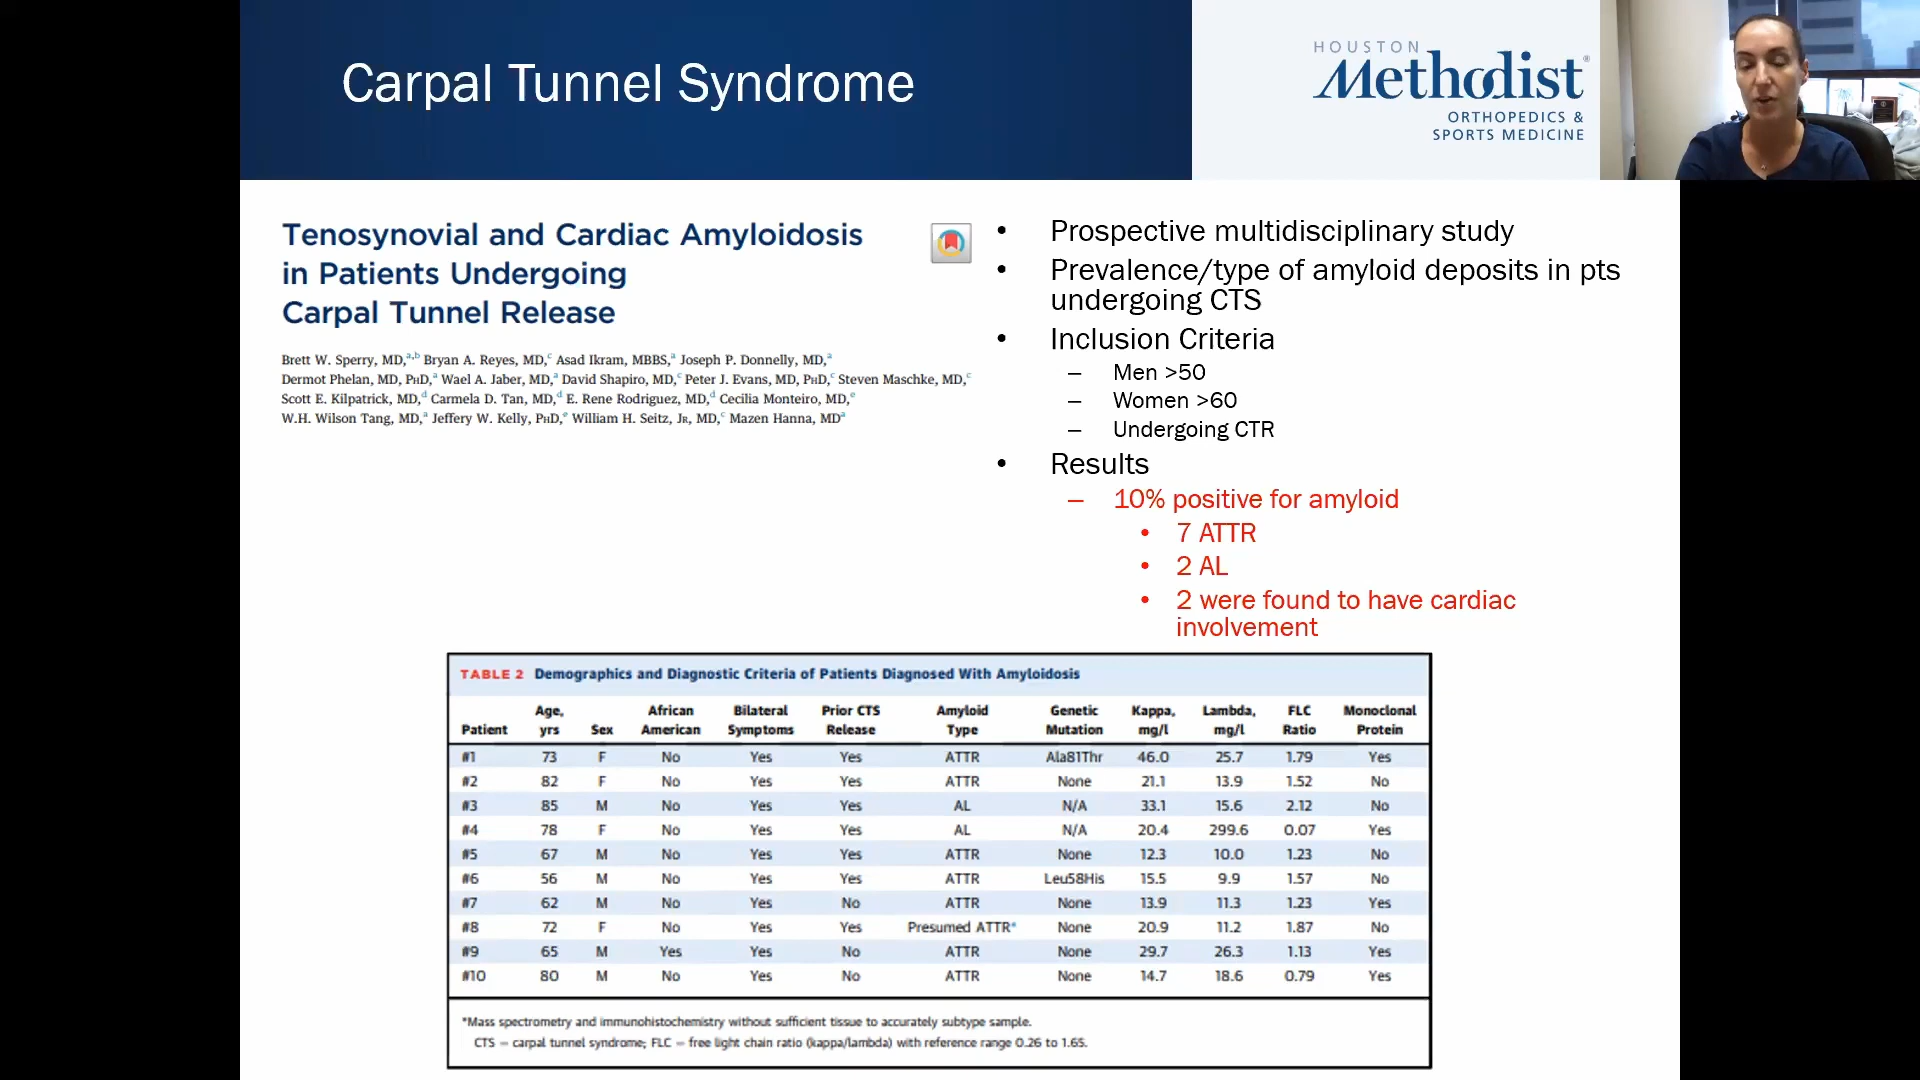 Carpal Tunnel Syndrome
HOUSTON
Methodist®
ORTHOPEDICS &
SPORTS MEDICINE
Tenosynovial and Cardiac Amyloidosis
in Patients Undergoing
Carpal Tunnel Release
Brett W. Sperry, MD,a,b Bryan A. Reyes, MD,c Asad Ikram, MBBS,a Joseph P. Donnelly, MD,a
Dermot Phelan, MD, PhD,a Wael A. Jaber, MD,a David Shapiro, MD,c Peter J. Evans, MD, PhD,c Steven Maschke, MD,c
Scott E. Kilpatrick, MD,d Carmela D. Tan, MD,d E. Rene Rodriguez, MD,d Cecilia Monteiro, MD,e
W.H. Wilson Tang, MD,a Jeffery W. Kelly, PhD,e William H. Seitz, Jr, MD,c Mazen Hanna, MDa
• Prospective multidisciplinary study
• Prevalence/type of amyloid deposits in pts
undergoing CTS
• Inclusion Criteria
– Men >50
– Women >60
– Undergoing CTR
• Results
– 10% positive for amyloid
• 7 ATTR
• 2 AL
• 2 were found to have cardiac
involvement
TABLE 2 Demographics and Diagnostic Criteria of Patients Diagnosed With Amyloidosis
Patient Age, yrs Sex African American Bilateral Symptoms Prior CTS Release Amyloid Type Genetic Mutation Kappa, mg/l Lambda, mg/l FLC Ratio Monoclonal Protein
#1 73 F No Yes Yes ATTR Ala81Thr 46.0 25.7 1.79 Yes
#2 82 F No Yes Yes ATTR None 21.1 13.9 1.52 No
#3 85 M No Yes Yes AL N/A 33.1 15.6 2.12 No
#4 78 F No Yes Yes AL N/A 20.4 299.6 0.07 Yes
#5 67 M No Yes Yes ATTR None 12.3 10.0 1.23 No
#6 56 M No Yes Yes ATTR Leu58His 15.5 9.9 1.57 No
#7 62 M No Yes No ATTR None 13.9 11.3 1.23 Yes
#8 72 F No Yes Yes Presumed ATTR* None 20.9 11.2 1.87 No
#9 65 M Yes Yes No ATTR None 29.7 26.3 1.13 Yes
#10 80 M No Yes No ATTR None 14.7 18.6 0.79 Yes
*Mass spectrometry and immunohistochemistry without sufficient tissue to accurately subtype sample.
CTS = carpal tunnel syndrome; FLC = free light chain ratio (kappa/lambda) with reference range 0.26 to 1.65.